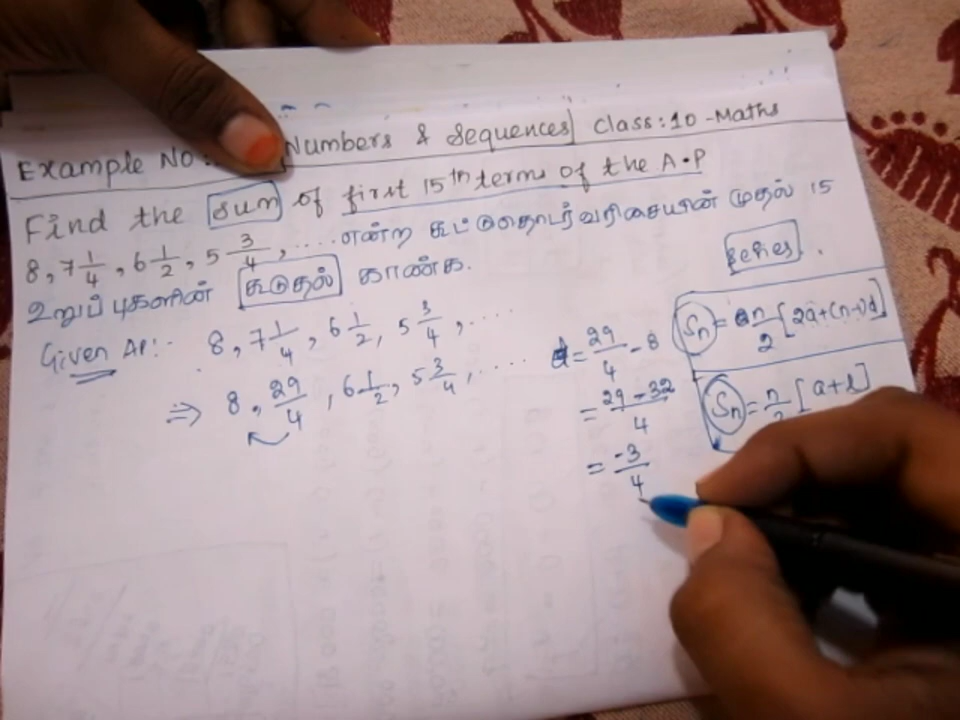 Example No: [Numbers & Sequences] Class: 10 - Maths
Find the sum of first 15th terms of the A.P
8, 7 1/4, 6 1/2, 5 3/4, .... என்ற கூட்டுதொடர்வரிசையின் முதல் 15
உறுப்புகளின் கூடுதல் காண்க.
Series.
Given AP:- 8, 7 1/4, 6 1/2, 5 3/4, ....
⇒ 8, 29/4, 6 1/2, 5 3/4, ....
d = 29/4 - 8
= 29 - 32/4
= -3/4
Sn = n/2 [2a+(n-1)d]
Sn = n/2 [a+l]